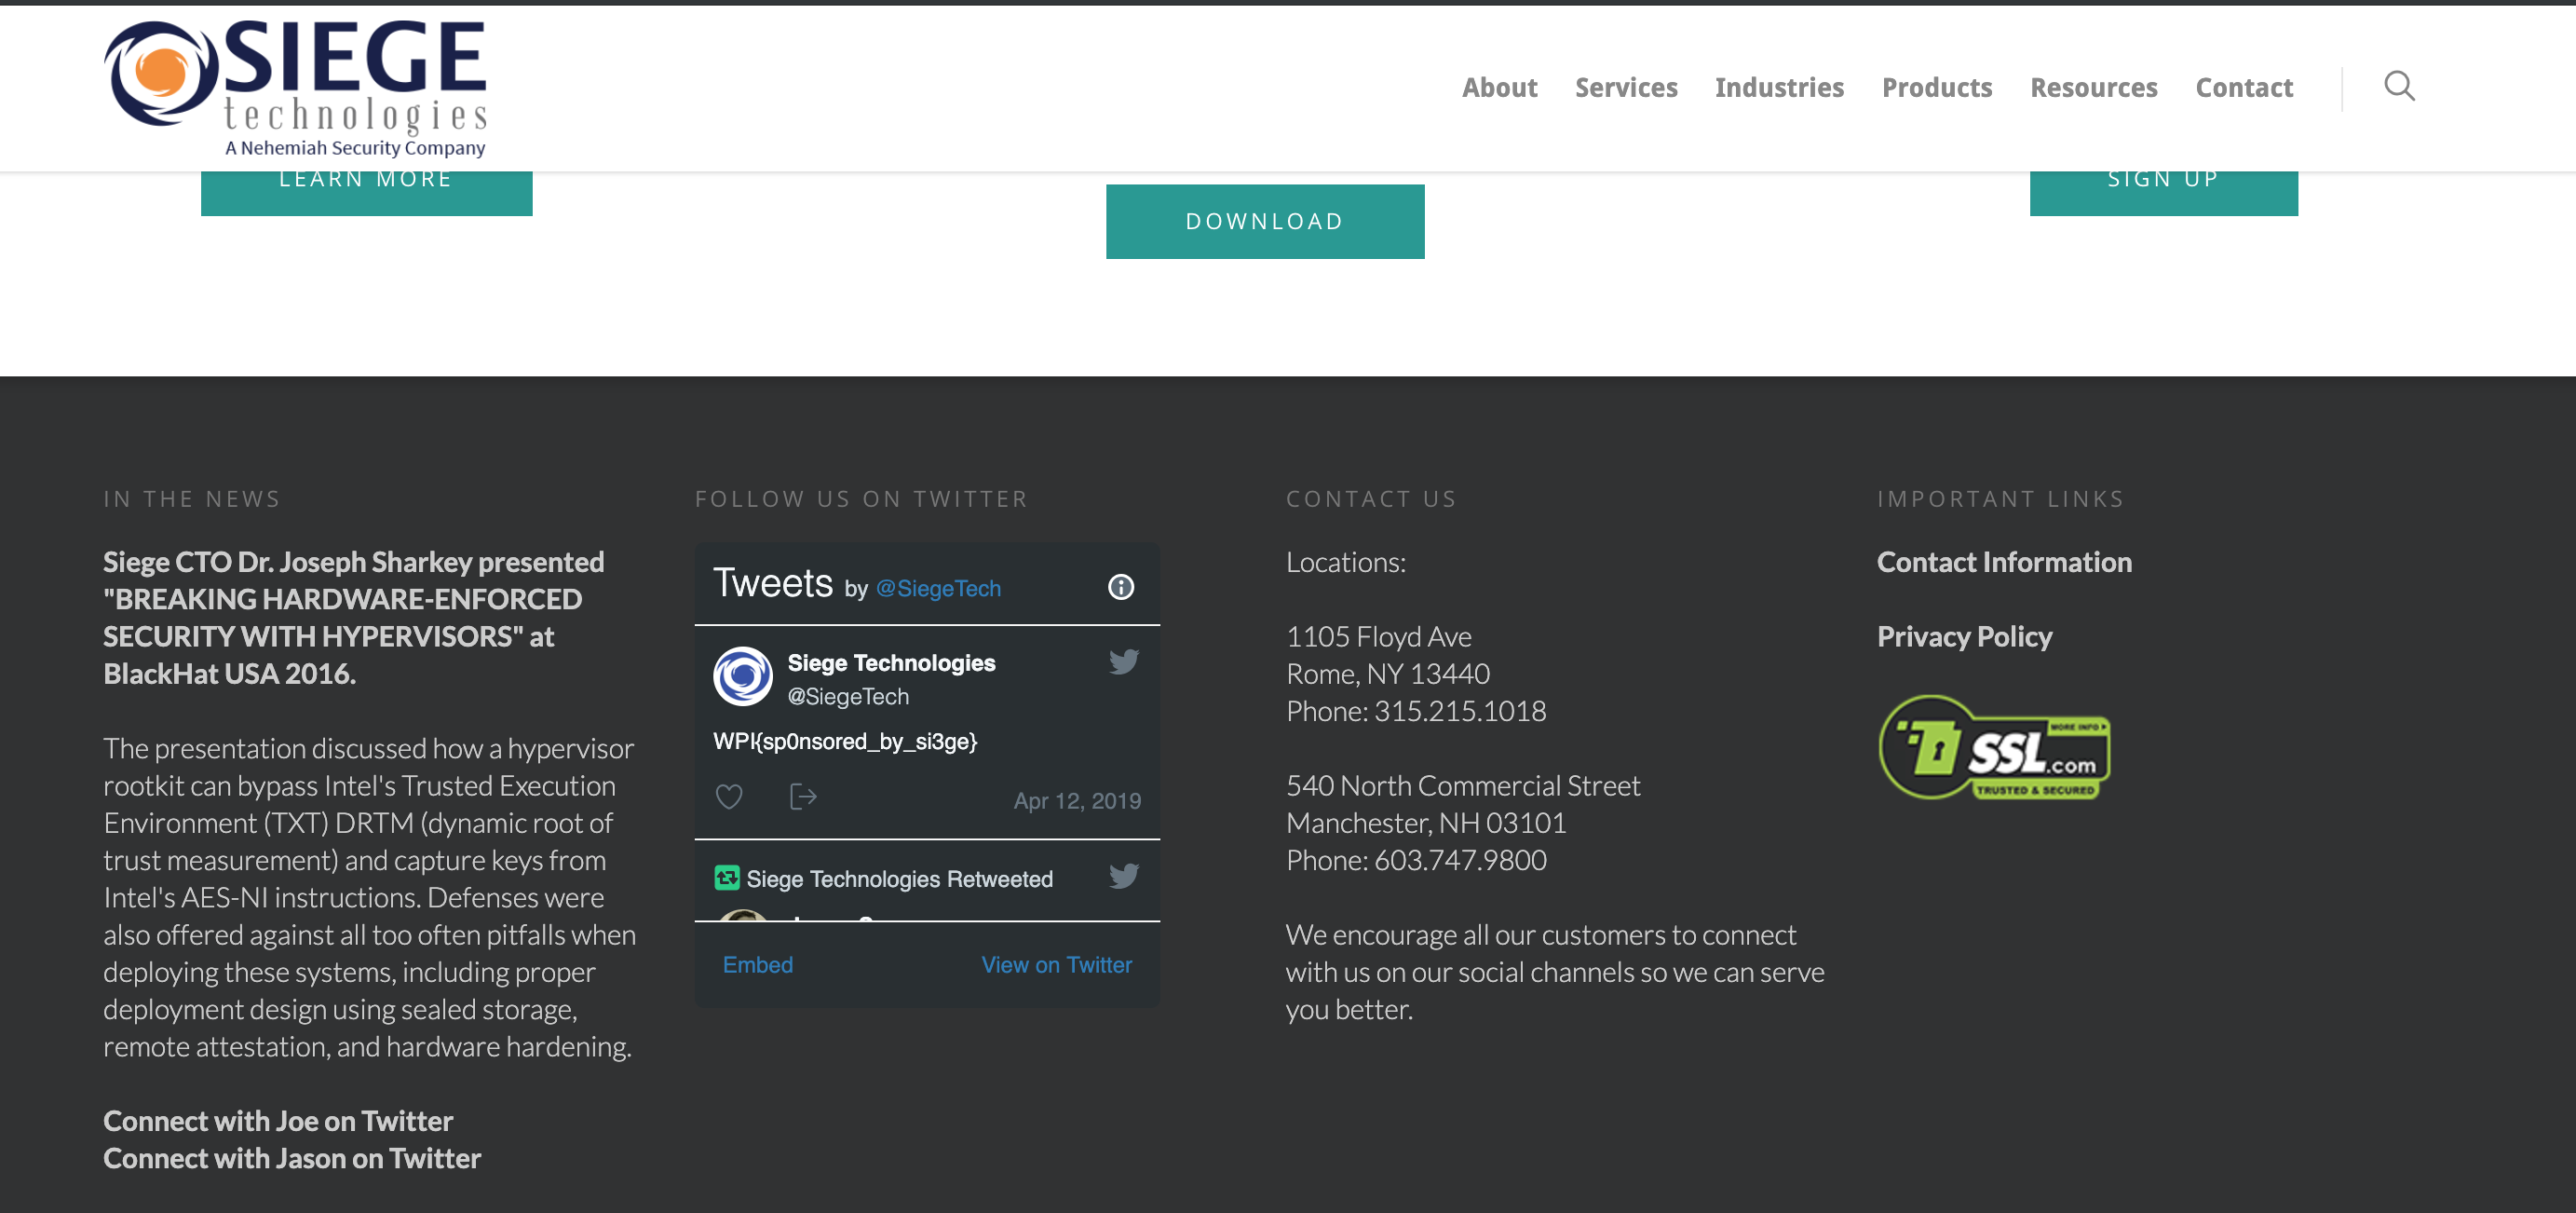 SIEGE
technologies
A Nehemiah Security Company
About Services Industries Products Resources Contact
LEARN MORE
DOWNLOAD
SIGN UP
IN THE NEWS
Siege CTO Dr. Joseph Sharkey presented
"BREAKING HARDWARE-ENFORCED
SECURITY WITH HYPERVISORS" at
BlackHat USA 2016.
The presentation discussed how a hypervisor
rootkit can bypass Intel's Trusted Execution
Environment (TXT) DRTM (dynamic root of
trust measurement) and capture keys from
Intel's AES-NI instructions. Defenses were
also offered against all too often pitfalls when
deploying these systems, including proper
deployment design using sealed storage,
remote attestation, and hardware hardening.
Connect with Joe on Twitter
Connect with Jason on Twitter
FOLLOW US ON TWITTER
Tweets by @SiegeTech
Siege Technologies
@SiegeTech
WPI{sp0nsored_by_si3ge}
Apr 12, 2019
Siege Technologies Retweeted
Embed View on Twitter
CONTACT US
Locations:
1105 Floyd Ave
Rome, NY 13440
Phone: 315.215.1018
540 North Commercial Street
Manchester, NH 03101
Phone: 603.747.9800
We encourage all our customers to connect
with us on our social channels so we can serve
you better.
IMPORTANT LINKS
Contact Information
Privacy Policy
MORE INFO
SSL.com
TRUSTED & SECURED